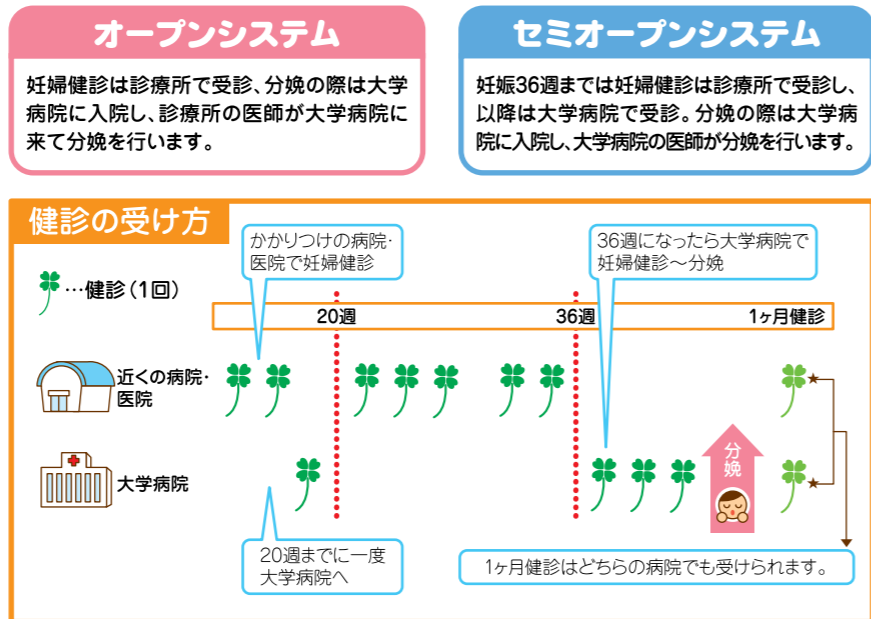 オープンシステム
妊婦健診は診療所で受診、分娩の際は大学
病院に入院し、診療所の医師が大学病院に
来て分娩を行います。
セミオープンシステム
妊娠36週までは妊婦健診は診療所で受診し、
以降は大学病院で受診。分娩の際は大学病
院に入院し、大学病院の医師が分娩を行います。
健診の受け方
…健診(1回)
かかりつけの病院・
医院で妊婦健診
36週になったら大学病院で
妊婦健診〜分娩
20週
36週
1ヶ月健診
近くの病院・
医院
★
大学病院
分娩
★
20週までに一度
大学病院へ
1ヶ月健診はどちらの病院でも受けられます。